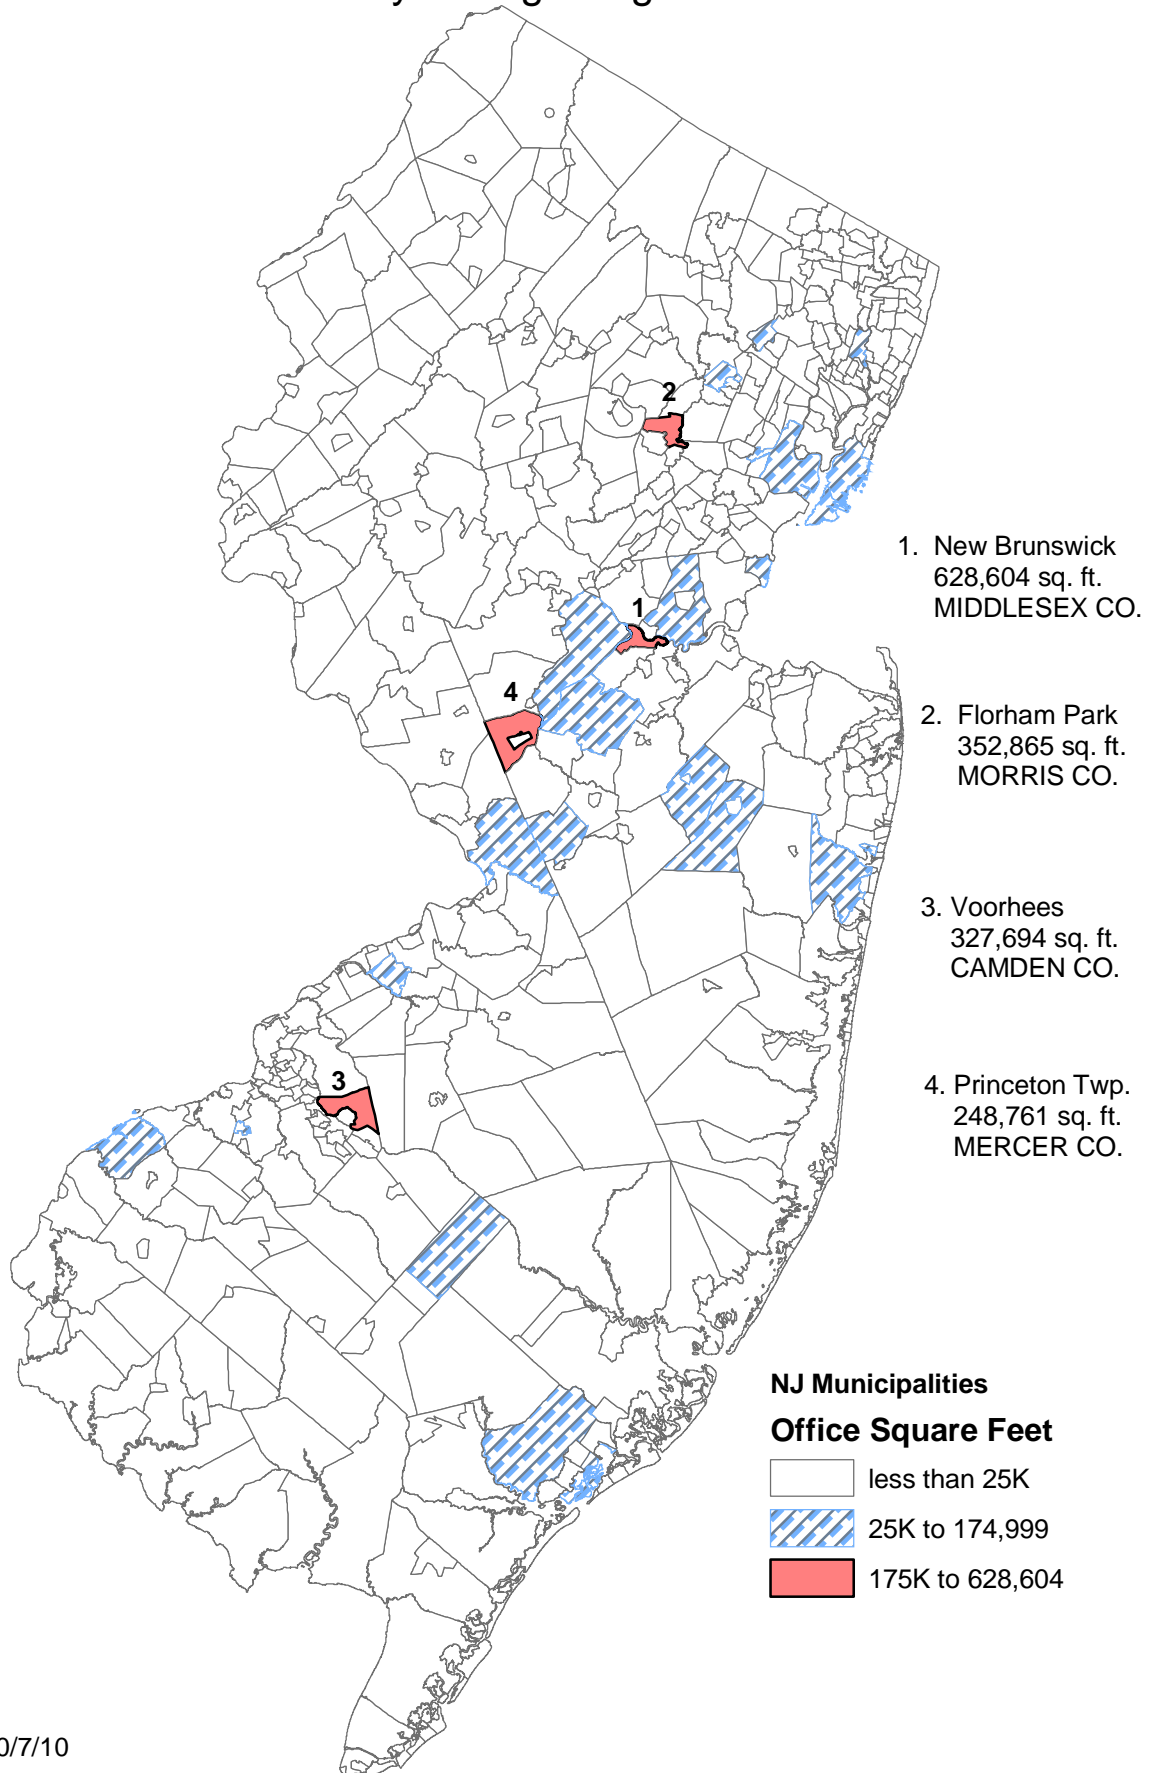 2
1
4
3
1. New Brunswick
628,604 sq. ft.
MIDDLESEX CO.
2. Florham Park
352,865 sq. ft.
MORRIS CO.
3. Voorhees
327,694 sq. ft.
CAMDEN CO.
4. Princeton Twp.
248,761 sq. ft.
MERCER CO.
NJ Municipalities
Office Square Feet
less than 25K
25K to 174,999
175K to 628,604
0/7/10